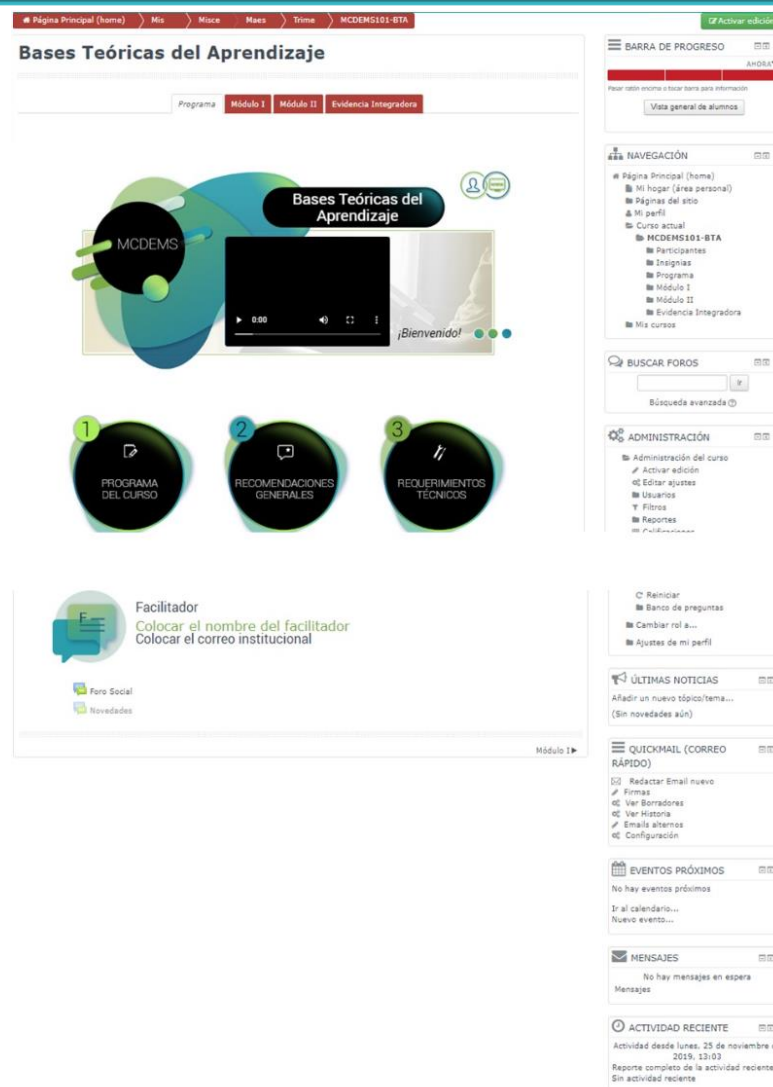 Página Principal (home) Mis Misce Maes Trime MCDEMS101-BTA
Activar edición
Bases Teóricas del Aprendizaje
Programa Módulo I Módulo II Evidencia Integradora
MCDEMS
Bases Teóricas del
Aprendizaje
0:00
¡Bienvenido!
1
PROGRAMA
DEL CURSO
2
RECOMENDACIONES
GENERALES
3
REQUERIMIENTOS
TÉCNICOS
F
Facilitador
Colocar el nombre del facilitador
Colocar el correo institucional
Foro Social
Novedades
Módulo I
BARRA DE PROGRESO
AHORA
Pasar ratón encima o tocar barra para información
Vista general de alumnos
NAVEGACIÓN
Página Principal (home)
Mi hogar (área personal)
Páginas del sitio
Mi perfil
Curso actual
MCDEMS101-BTA
Participantes
Insignias
Programa
Módulo I
Módulo II
Evidencia Integradora
Mis cursos
BUSCAR FOROS
Ir
Búsqueda avanzada
ADMINISTRACIÓN
Administración del curso
Activar edición
Editar ajustes
Usuarios
Filtros
Reportes
Calificaciones
Reiniciar
Banco de preguntas
Cambiar rol a...
Ajustes de mi perfil
ÚLTIMAS NOTICIAS
Añadir un nuevo tópico/tema...
(Sin novedades aún)
QUICKMAIL (CORREO
RÁPIDO)
Redactar Email nuevo
Firmas
Ver Borradores
Ver Historia
Emails alternos
Configuración
EVENTOS PRÓXIMOS
No hay eventos próximos
Ir al calendario...
Nuevo evento...
MENSAJES
No hay mensajes en espera
Mensajes
ACTIVIDAD RECIENTE
Actividad desde lunes, 25 de noviembre
2019, 13:03
Reporte completo de la actividad reciente
Sin actividad reciente